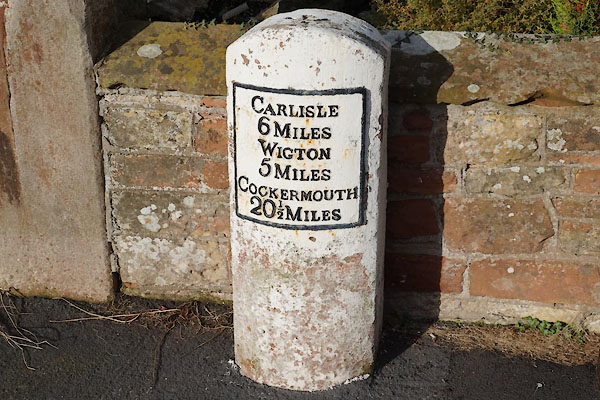 CARLISLE
6 MILES
WIGTON
5 MILES
COCKERMOUTH
20½ MILES